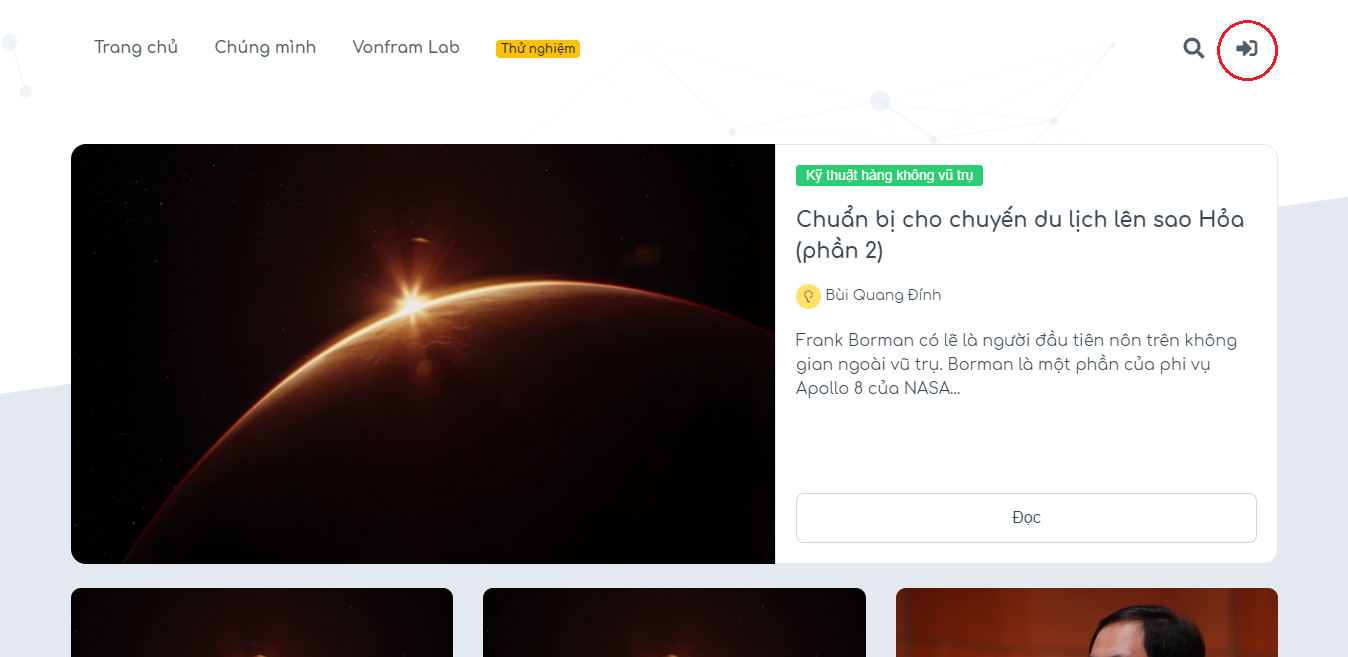 Trang chủ
Chúng mình
Vonfram Lab
Thử nghiệm
Kỹ thuật hàng không vũ trụ
Chuẩn bị cho chuyến du lịch lên sao Hỏa
(phần 2)
Bùi Quang Đính
Frank Borman có lẽ là người đầu tiên nôn trên không
gian ngoài vũ trụ. Borman là một phần của phi vụ
Apollo 8 của NASA...
Đọc